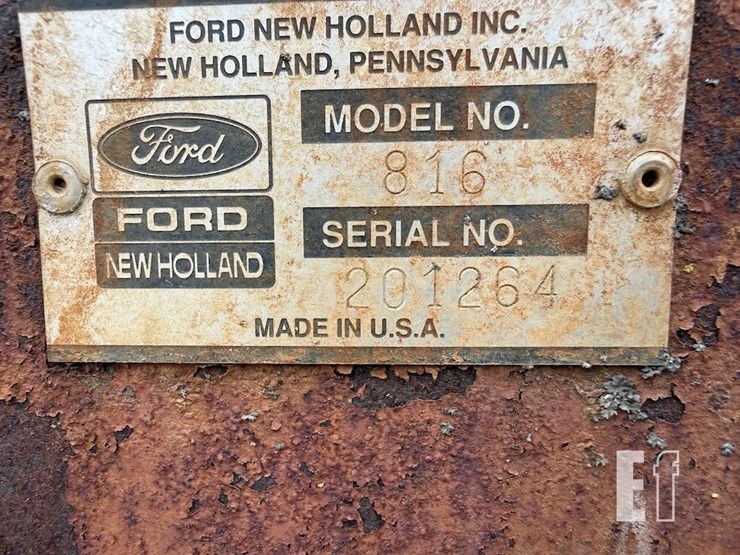 FORD NEW HOLLAND INC.
NEW HOLLAND, PENNSYLVANIA
Ford
FORD
NEW HOLLAND
MODEL NO.
816
SERIAL NO.
201264
MADE IN U.S.A.
Ef